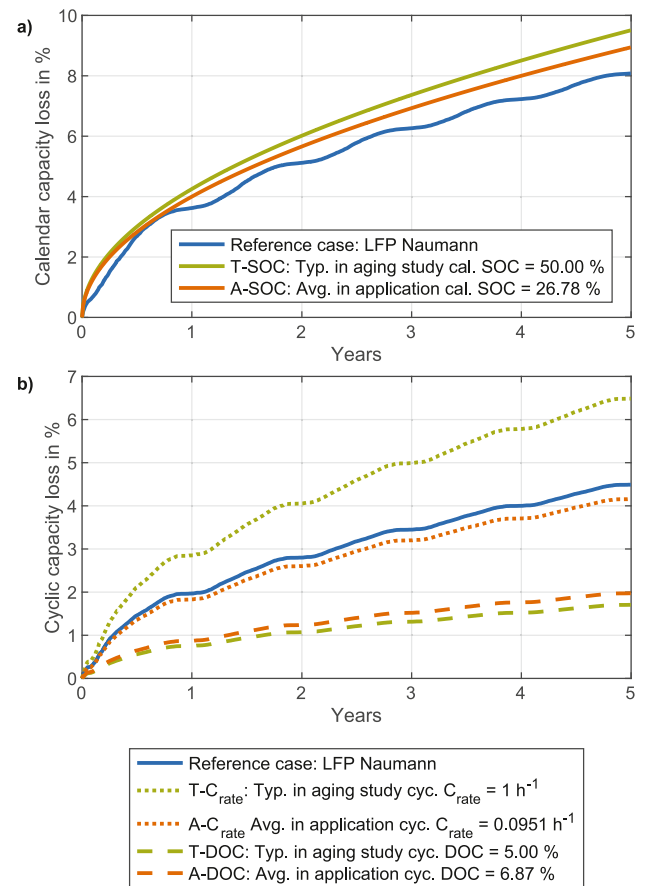 a)
10
8
6
4
2
0
Calendar capacity loss in %
Reference case: LFP Naumann
T-SOC: Typ. in aging study cal. SOC = 50.00 %
A-SOC: Avg. in application cal. SOC = 26.78 %
0 1 2 3 4 5
Years
b)
7
6
5
4
3
2
1
0
Cyclic capacity loss in %
0 1 2 3 4 5
Years
Reference case: LFP Naumann
T-C_rate: Typ. in aging study cyc. C_rate = 1 h⁻¹
A-C_rate Avg. in application cyc. C_rate = 0.0951 h⁻¹
T-DOC: Typ. in aging study cyc. DOC = 5.00 %
A-DOC: Avg. in application cyc. DOC = 6.87 %